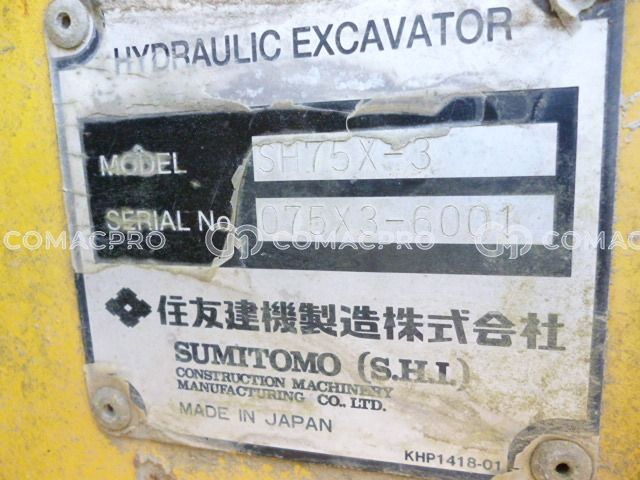 HYDRAULIC EXCAVATOR
MODEL SH75X-3
SERIAL No 075X3-6001
COMACPRO COMACPRO COMACPRO
住友建機製造株式会社
SUMITOMO (S.H.I.)
CONSTRUCTION MACHINERY
MANUFACTURING CO., LTD.
MADE IN JAPAN
KHP1418-01